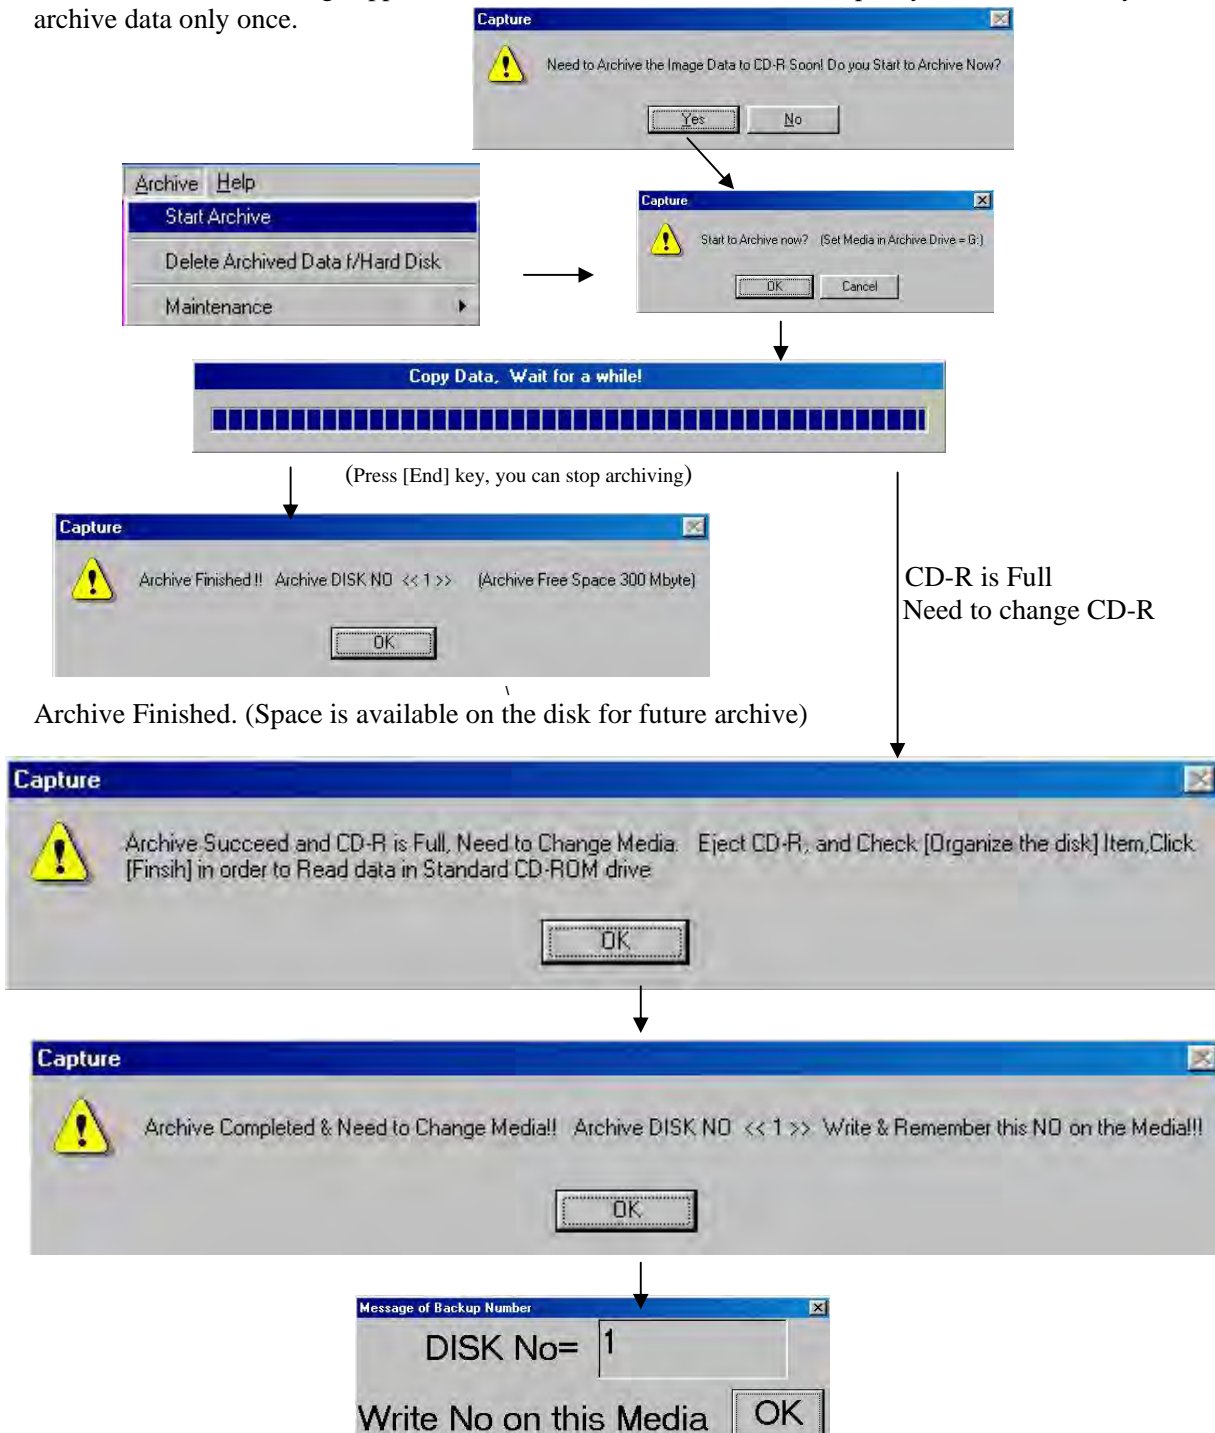 archive data only once.
Capture
Need to Archive the Image Data to CD-R Soon! Do you Start to Archive Now?
Yes No
Archive Help
Start Archive
Delete Archived Data f/Hard Disk
Maintenance
Capture
Start to Archive now? (Set Media in Archive Drive = G:)
OK Cancel
Copy Data, Wait for a while!
(Press [End] key, you can stop archiving)
Capture
Archive Finished !! Archive DISK NO << 1 >> (Archive Free Space 300 Mbyte)
OK
CD-R is Full
Need to change CD-R
\
Archive Finished. (Space is available on the disk for future archive)
Capture
Archive Succeed and CD-R is Full, Need to Change Media. Eject CD-R, and Check [Organize the disk] Item,Click
[Finsih] in order to Read data in Standard CD-ROM drive
OK
Capture
Archive Completed & Need to Change Media!! Archive DISK NO << 1 >> Write & Remember this NO on the Media!!!
OK
Message of Backup Number
DISK No= 1
Write No on this Media OK